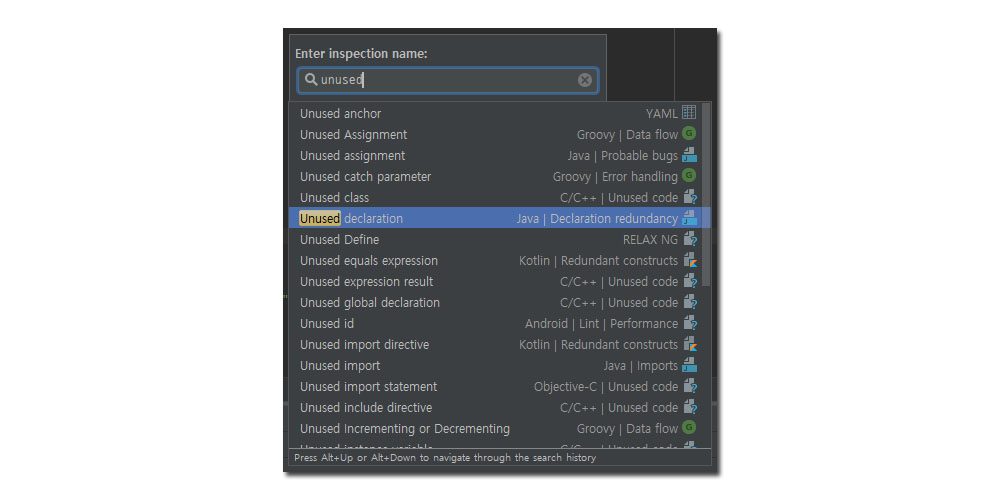 Enter inspection name:
unused
Unused anchor YAML
Unused Assignment Groovy | Data flow
Unused assignment Java | Probable bugs
Unused catch parameter Groovy | Error handling
Unused class C/C++ | Unused code
Unused declaration Java | Declaration redundancy
Unused Define RELAX NG
Unused equals expression Kotlin | Redundant constructs
Unused expression result C/C++ | Unused code
Unused global declaration C/C++ | Unused code
Unused id Android | Lint | Performance
Unused import directive Kotlin | Redundant constructs
Unused import Java | Imports
Unused import statement Objective-C | Unused code
Unused include directive C/C++ | Unused code
Unused Incrementing or Decrementing Groovy | Data flow
Unused instance variable C/C++ | Unused code
Press Alt+Up or Alt+Down to navigate through the search history